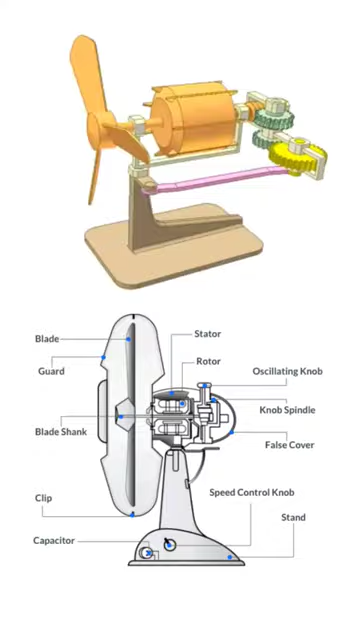 Stator
Blade
Rotor
Guard
Oscillating Knob
Knob Spindle
Blade Shank
False Cover
Clip
Speed Control Knob
Stand
Capacitor